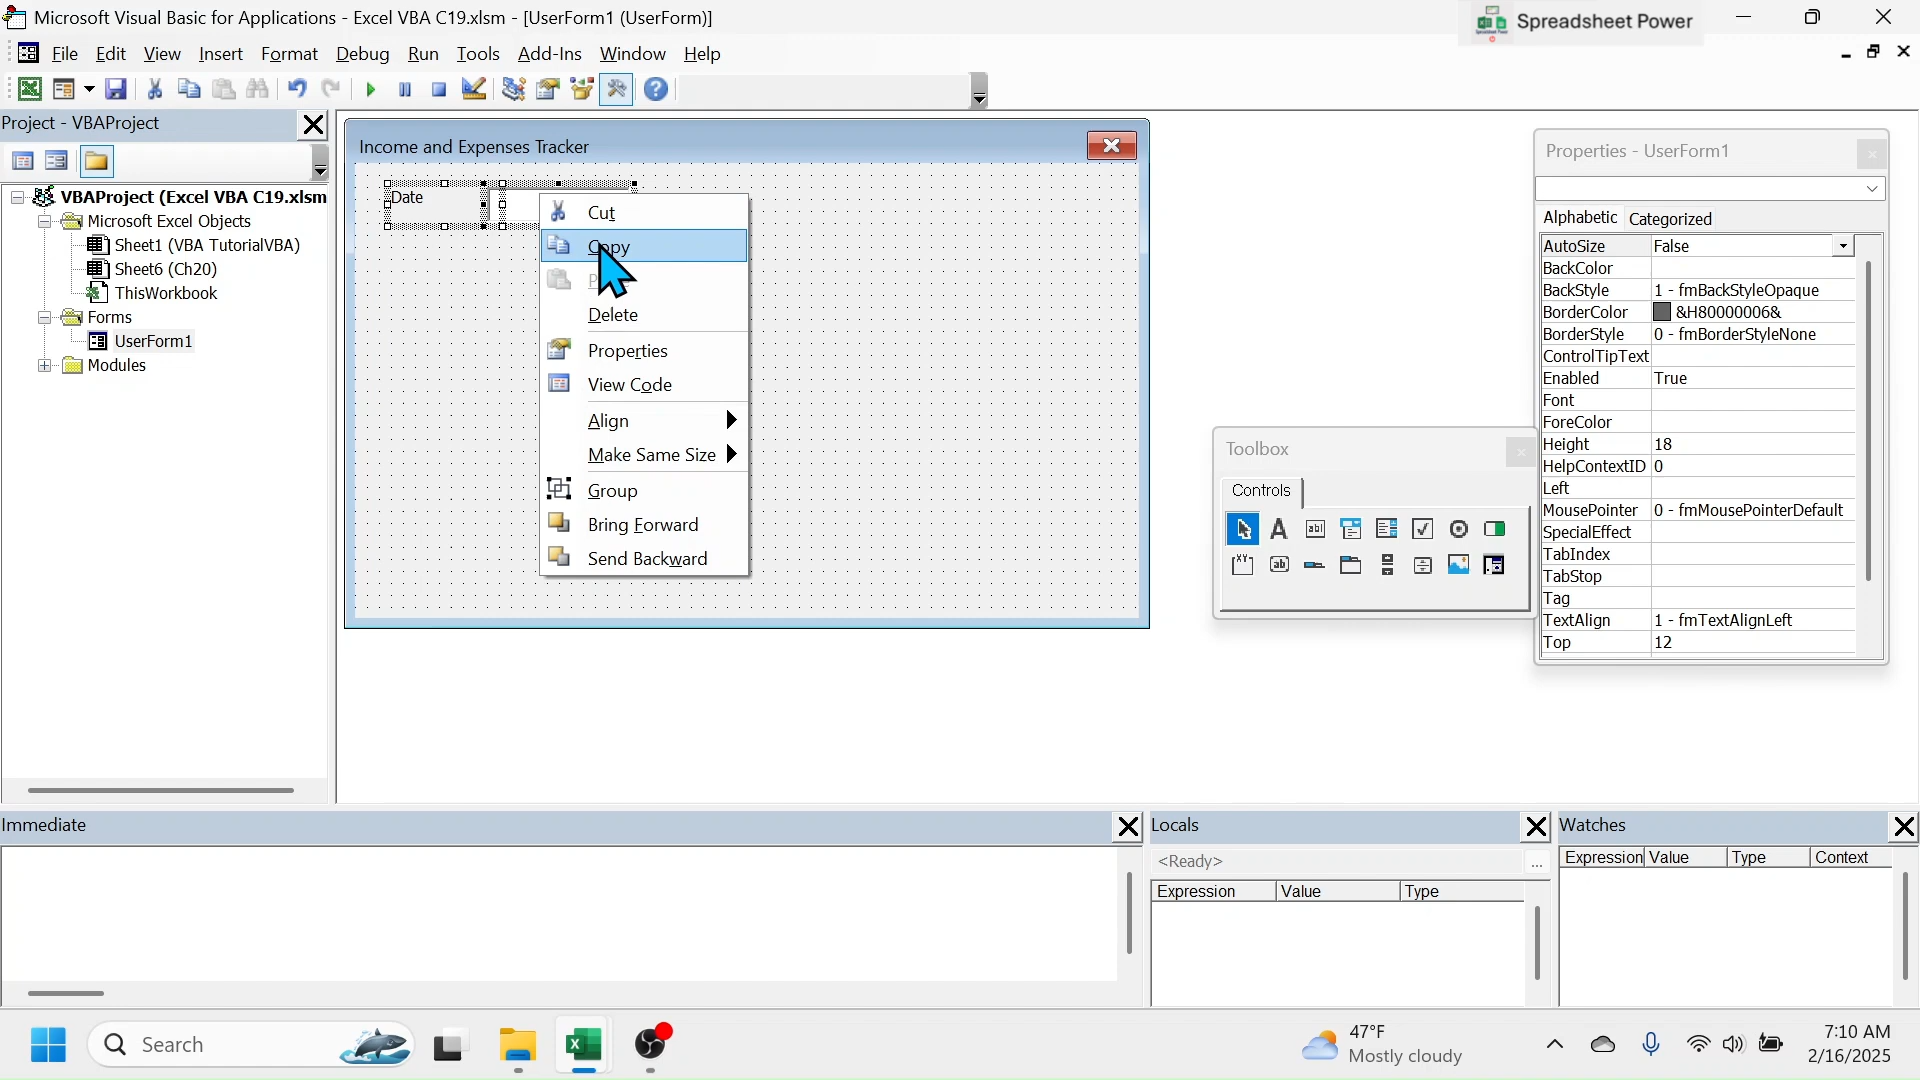 Microsoft Visual Basic for Applications - Excel VBA C19.xlsm - [UserForm1 (UserForm)]
Spreadsheet Power
File Edit View Insert Format Debug Run Tools Add-Ins Window Help
Project - VBAProject
VBAProject (Excel VBA C19.xlsm
Microsoft Excel Objects
Sheet1 (VBA TutorialVBA)
Sheet6 (Ch20)
ThisWorkbook
Forms
UserForm1
Modules
Income and Expenses Tracker
Date
Cut
Copy
Delete
Properties
View Code
Align
Make Same Size
Group
Bring Forward
Send Backward
Toolbox
Controls
Properties - UserForm1
Alphabetic Categorized
AutoSize False
BackColor
BackStyle 1 - fmBackStyleOpaque
BorderColor &H80000006&
BorderStyle 0 - fmBorderStyleNone
ControlTipText
Enabled True
Font
ForeColor
Height 18
HelpContextID 0
Left
MousePointer 0 - fmMousePointerDefault
SpecialEffect
TabIndex
TabStop
Tag
TextAlign 1 - fmTextAlignLeft
Top 12
Immediate
Locals
<Ready>
Expression Value Type
Watches
Expression Value Type Context
Search
47°F
Mostly cloudy
7:10 AM
2/16/2025